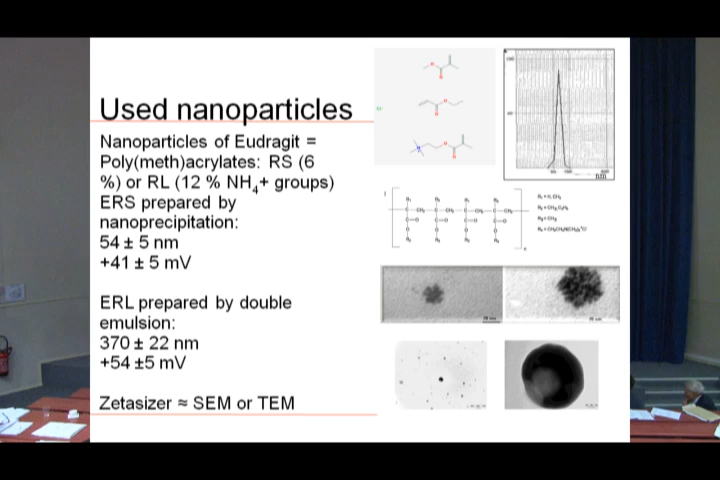 Used nanoparticles
Nanoparticles of Eudragit =
Poly(meth)acrylates: RS (6
%) or RL (12 % NH4+ groups)
ERS prepared by
nanoprecipitation:
54 ± 5 nm
+41 ± 5 mV
ERL prepared by double
emulsion:
370 ± 22 nm
+54 ±5 mV
Zetasizer ≈ SEM or TEM
nm